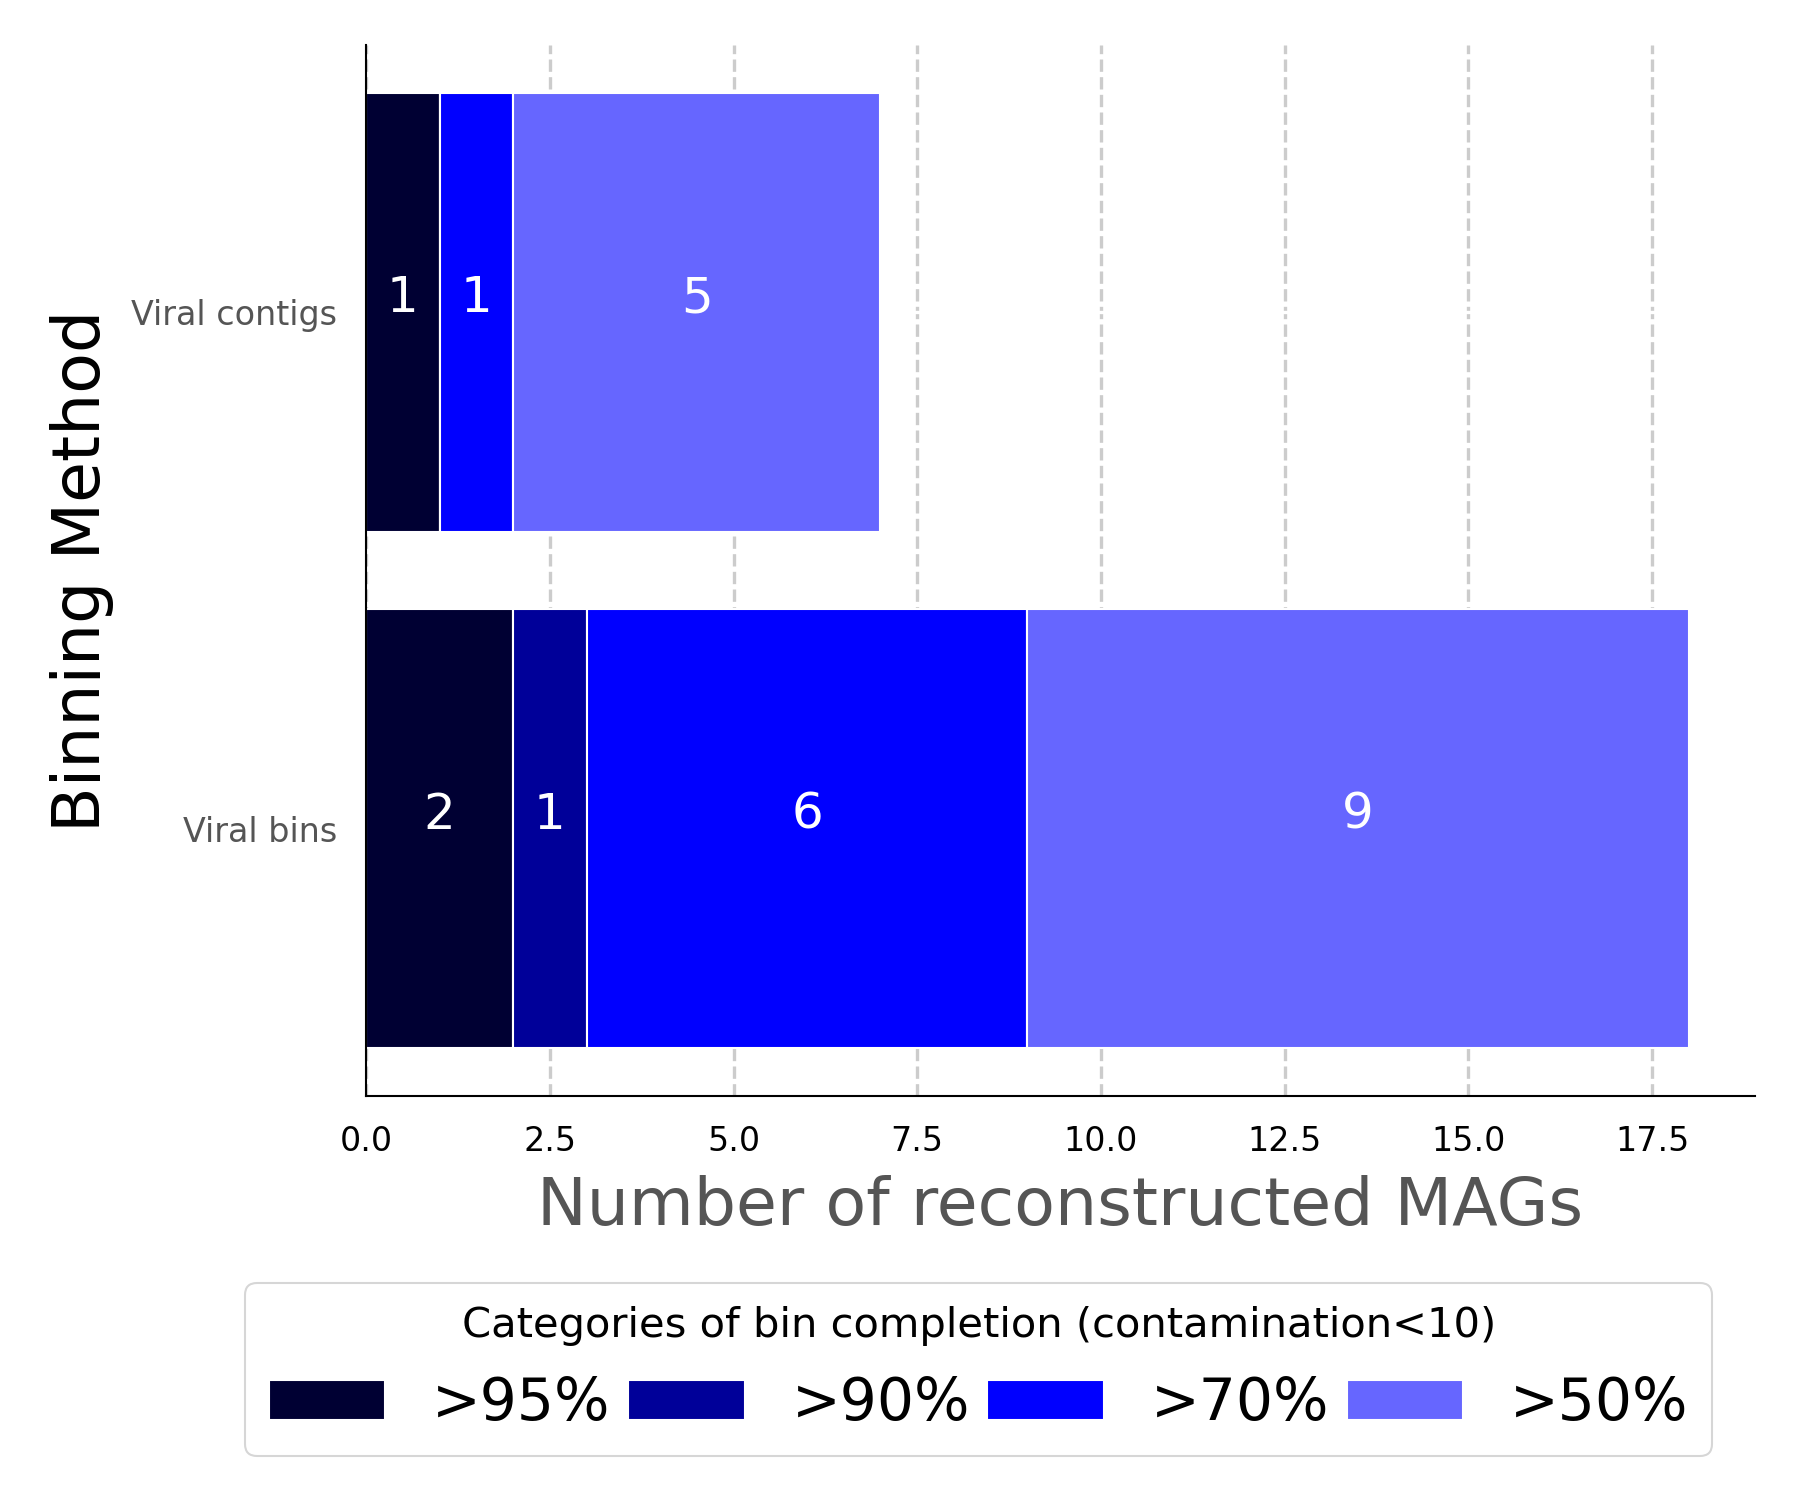 Binning Method
Viral contigs
1 1 5
Viral bins
2 1 6 9
0.0 2.5 5.0 7.5 10.0 12.5 15.0 17.5
Number of reconstructed MAGs
Categories of bin completion (contamination<10)
>95% >90% >70% >50%